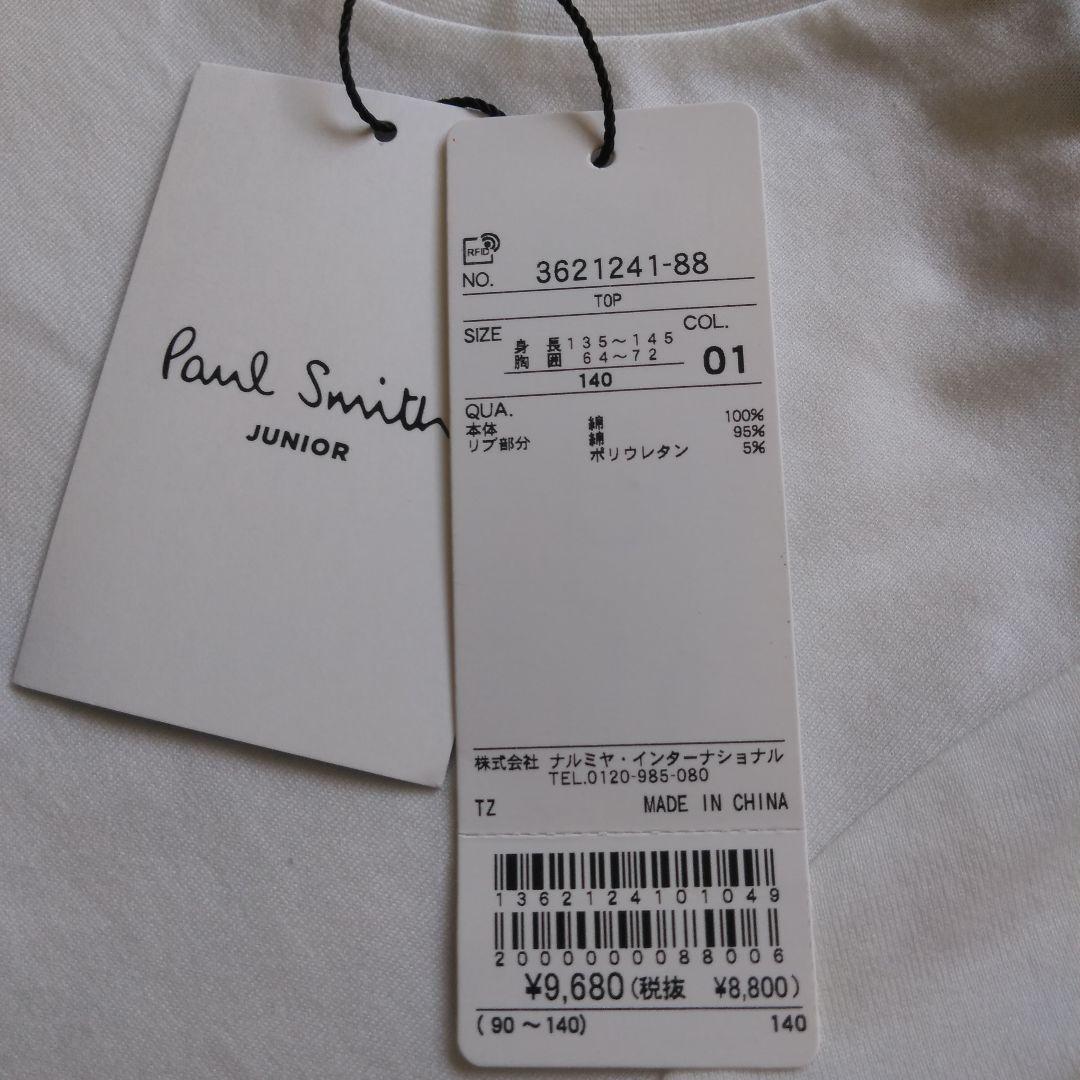 Paul Smith
JUNIOR
RFID
NO. 3621241-88
TOP
SIZE 身長 135～145 COL.
胸囲 64～72 01
140
QUA.
本体 綿 100%
リブ部分 綿 95%
ポリウレタン 5%
株式会社 ナルミヤ・インターナショナル
TEL.0120-985-080
TZ MADE IN CHINA
1362124101049
2000000088006
¥9,680(税抜 ¥8,800)
(90～140) 140